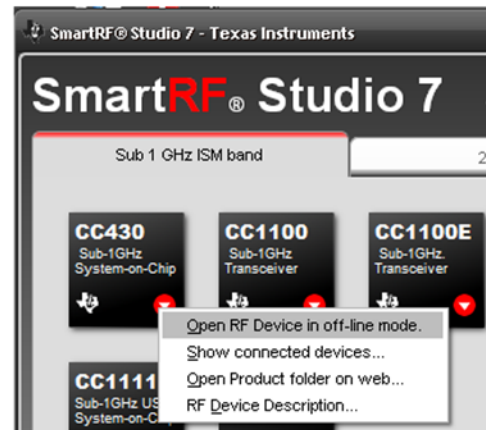 SmartRF® Studio 7 - Texas Instruments
SmartRF® Studio 7
Sub 1 GHz ISM band
2
CC430
Sub-1GHz
System-on-Chip
CC1100
Sub-1GHz
Transceiver
CC1100E
Sub-1GHz.
Transceiver
Open RF Device in off-line mode.
Show connected devices...
Open Product folder on web...
RF Device Description...
CC1111
Sub-1GHz US
System-on-C